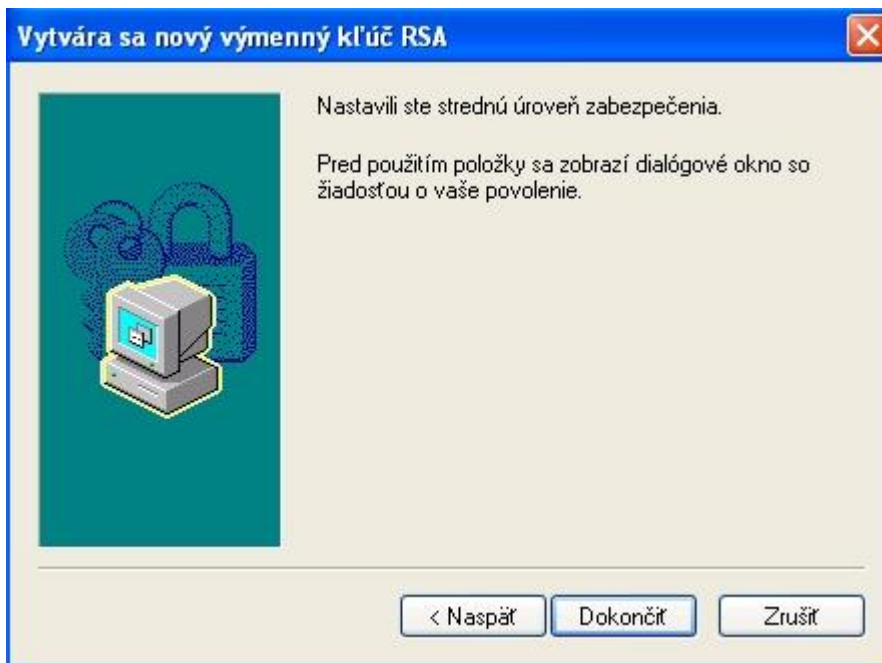 Vytvára sa nový výmenný kľúč RSA
Nastavili ste strednú úroveň zabezpečenia.
Pred použitím položky sa zobrazí dialógové okno so
žiadosťou o vaše povolenie.
< Naspäť
Dokončiť
Zrušiť